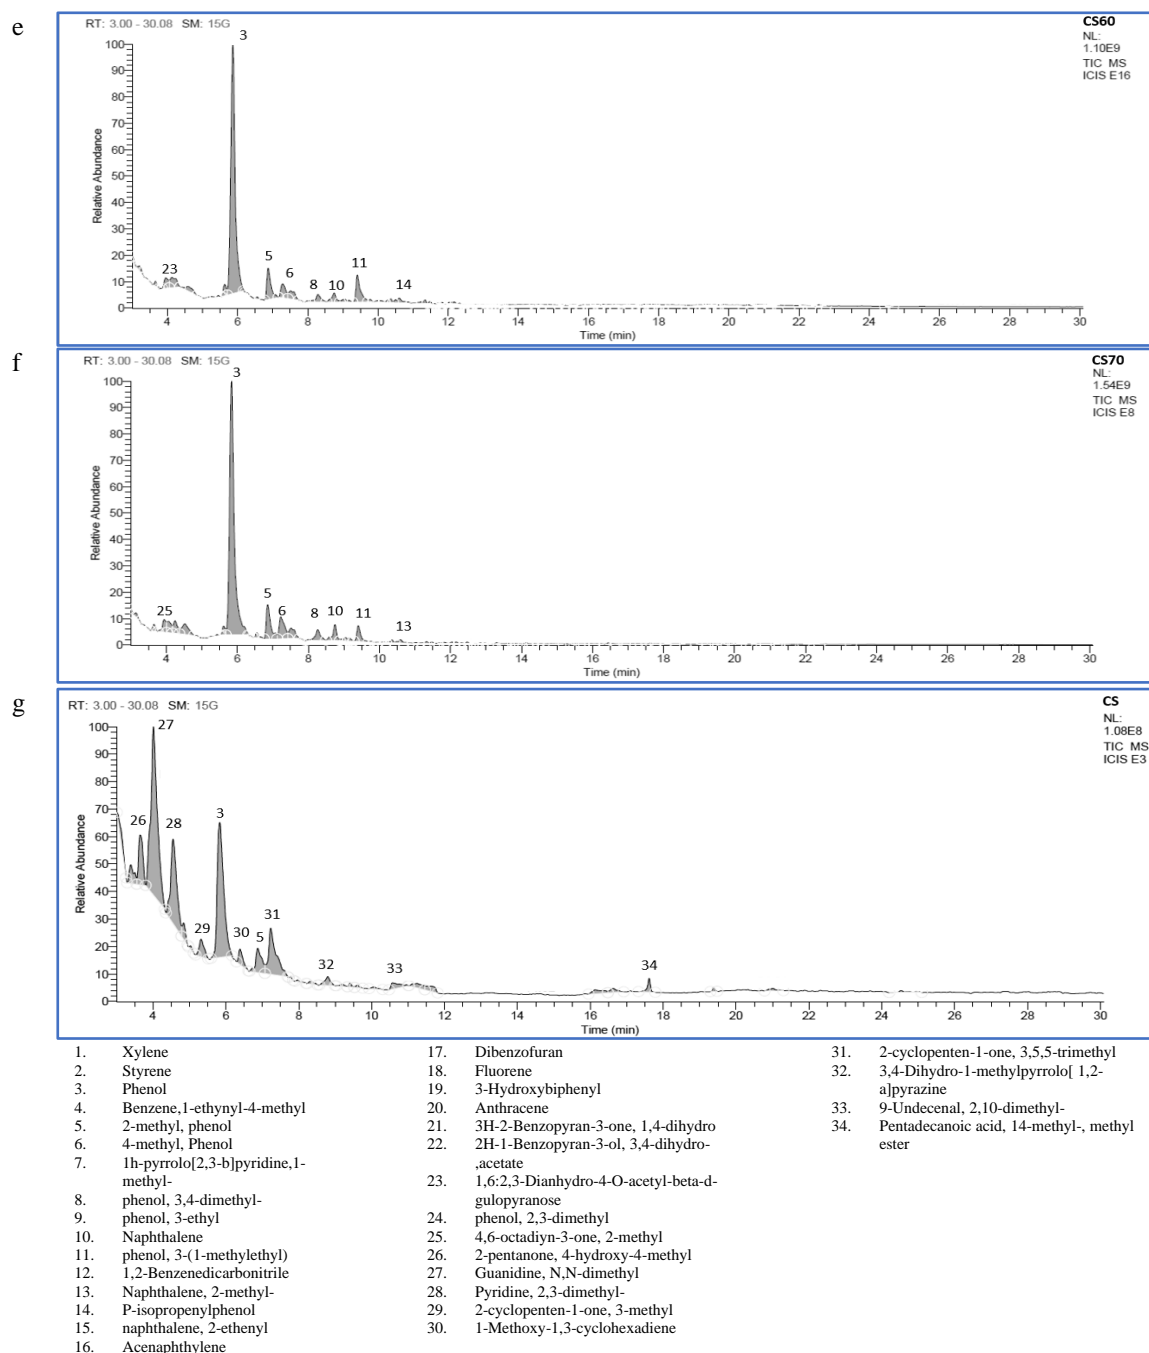 e
RT: 3.00 - 30.08 SM: 15G
CS60
NL:
1.10E9
TIC MS
ICIS E16
Relative Abundance
100
90
80
70
60
50
40
30
20
10
0
3
23
5
6
8
10
11
14
4 6 8 10 12 14 16 18 20 22 24 26 28 30
Time (min)
f
RT: 3.00 - 30.08 SM: 15G
CS70
NL:
1.54E9
TIC MS
ICIS E8
Relative Abundance
100
90
80
70
60
50
40
30
20
10
0
3
25
5
6
8
10
11
13
4 6 8 10 12 14 16 18 20 22 24 26 28 30
Time (min)
g
RT: 3.00 - 30.08 SM: 15G
CS
NL:
1.08E8
TIC MS
ICIS E3
Relative Abundance
100
90
80
70
60
50
40
30
20
10
0
27
26
28
3
29
30
5
31
32
33
34
4 6 8 10 12 14 16 18 20 22 24 26 28 30
Time (min)
1. Xylene
2. Styrene
3. Phenol
4. Benzene,1-ethynyl-4-methyl
5. 2-methyl, phenol
6. 4-methyl, Phenol
7. 1h-pyrrolo[2,3-b]pyridine,1-
methyl-
8. phenol, 3,4-dimethyl-
9. phenol, 3-ethyl
10. Naphthalene
11. phenol, 3-(1-methylethyl)
12. 1,2-Benzenedicarbonitrile
13. Naphthalene, 2-methyl-
14. P-isopropenylphenol
15. naphthalene, 2-ethenyl
16. Acenaphthylene
17. Dibenzofuran
18. Fluorene
19. 3-Hydroxybiphenyl
20. Anthracene
21. 3H-2-Benzopyran-3-one, 1,4-dihydro
22. 2H-1-Benzopyran-3-ol, 3,4-dihydro-
,acetate
23. 1,6:2,3-Dianhydro-4-O-acetyl-beta-d-
gulopyranose
24. phenol, 2,3-dimethyl
25. 4,6-octadiyn-3-one, 2-methyl
26. 2-pentanone, 4-hydroxy-4-methyl
27. Guanidine, N,N-dimethyl
28. Pyridine, 2,3-dimethyl-
29. 2-cyclopenten-1-one, 3-methyl
30. 1-Methoxy-1,3-cyclohexadiene
31. 2-cyclopenten-1-one, 3,5,5-trimethyl
32. 3,4-Dihydro-1-methylpyrrolo[ 1,2-
a]pyrazine
33. 9-Undecenal, 2,10-dimethyl-
34. Pentadecanoic acid, 14-methyl-, methyl
ester